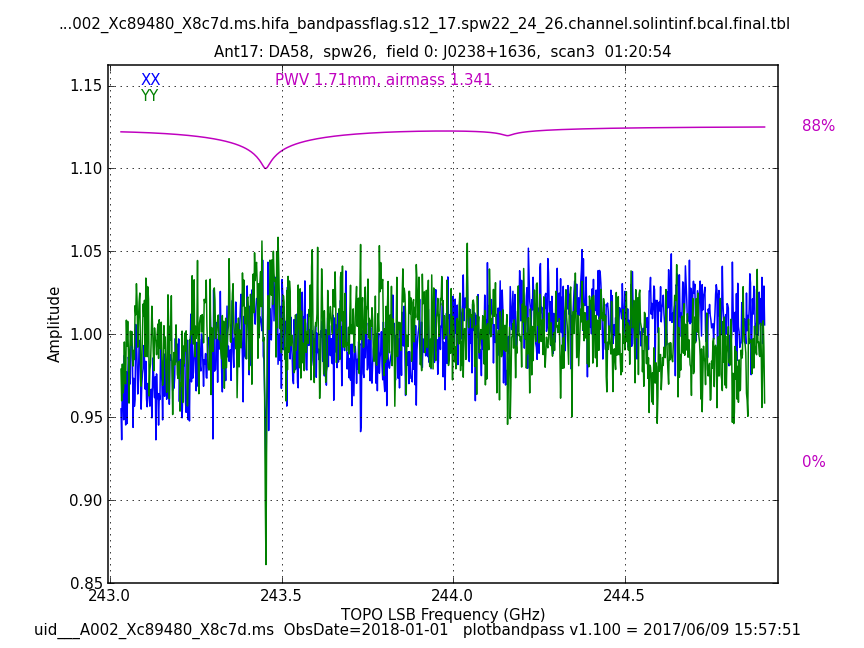 ...002_Xc89480_X8c7d.ms.hifa_bandpassflag.s12_17.spw22_24_26.channel.solintinf.bcal.final.tbl
Ant17: DA58, spw26, field 0: J0238+1636, scan3 01:20:54
XX
PWV 1.71mm, airmass 1.341
YY
88%
0%
1.15
1.10
1.05
1.00
0.95
0.90
0.85
Amplitude
243.0
243.5
244.0
244.5
TOPO LSB Frequency (GHz)
uid___A002_Xc89480_X8c7d.ms ObsDate=2018-01-01 plotbandpass v1.100 = 2017/06/09 15:57:51